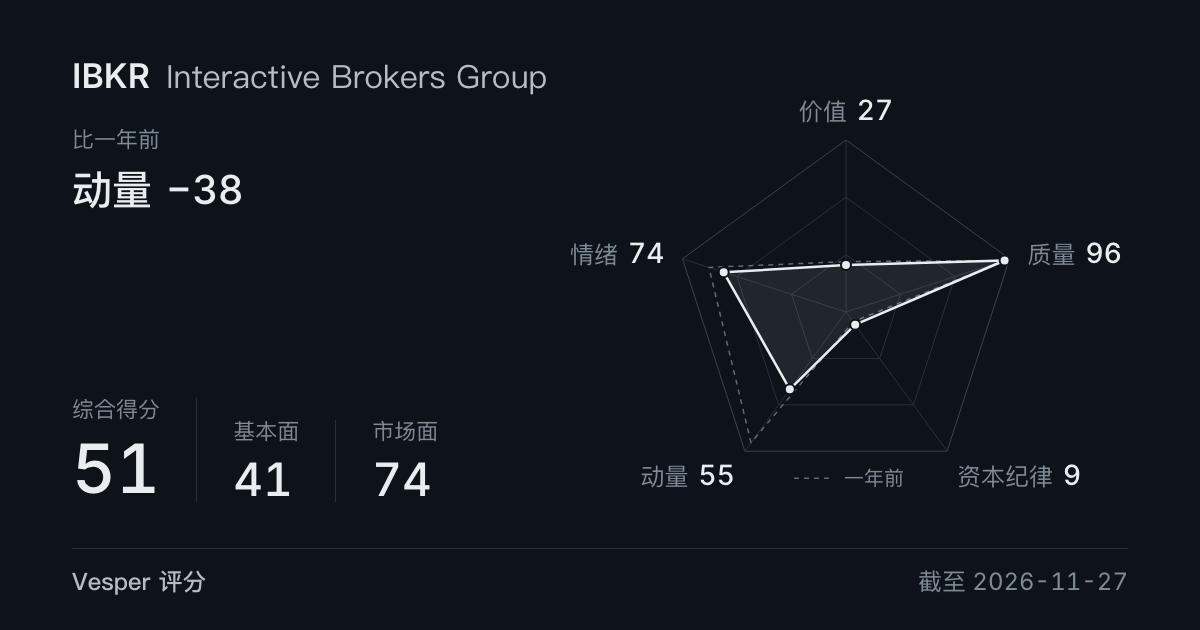 IBKR Interactive Brokers Group
比一年前
动量 −38
价值 27
情绪 74
质量 96
动量 55
一年前
资本纪律 9
综合得分
51
基本面
41
市场面
74
Vesper 评分
截至 2026-11-27